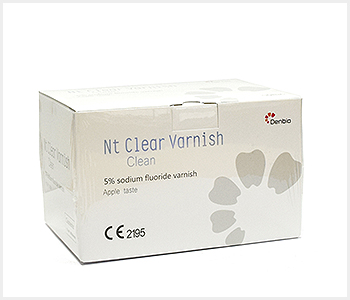 Denbio
Nt Clear Varnish
Clean
5% sodium fluoride varnish
Apple taste
CE 2195